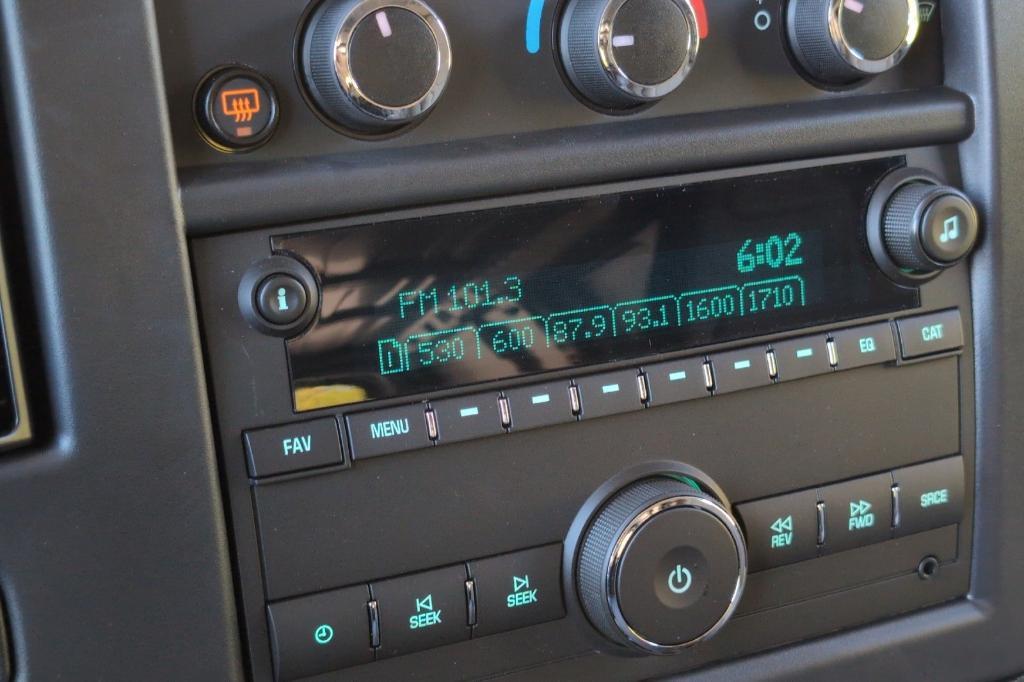 i
FM 101.3
6:02
1 530 600 87.9 93.1 1600 1710
FAV
MENU
EQ
CAT
SEEK
SEEK
REV
FWD
SRCE